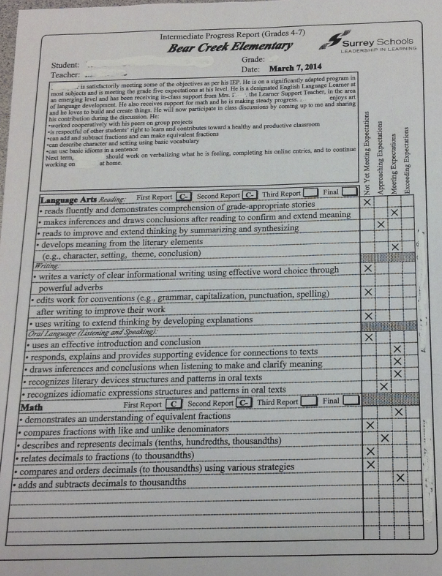 Intermediate Progress Report (Grades 4-7)
Bear Creek Elementary
Surrey Schools
LEADERSHIP IN LEARNING
Student:
Grade:
Teacher:
Date: March 7, 2014
is satisfactorily meeting some of the objectives as per his IEP. He is on a significantly adapted program in
most subjects and is meeting the grade five expectations at his level. He is a designated English Language Learner at
an emerging level and has been receiving in-class support from Mrs. the Learner Support Teacher, in the area
of language development. He also receives support for math and he is making steady progress. enjoys art
and he loves to build and create things. He will now participate in class discussions by coming up to me and sharing
his contribution during the discussion. He:
•worked cooperatively with his peers on group projects
•is respectful of other students' right to learn and contributes toward a healthy and productive classroom
•can add and subtract fractions and can make equivalent fractions
•can describe character and setting using basic vocabulary
•can use basic idioms in a sentence
Next term, should work on verbalizing what he is feeling, completing his online entries, and to continue
working on at home.
Not Yet Meeting Expectations
Approaching Expectations
Meeting Expectations
Exceeding Expectations
Language Arts Reading: First Report C- Second Report C- Third Report Final
• reads fluently and demonstrates comprehension of grade-appropriate stories X
• makes inferences and draws conclusions after reading to confirm and extend meaning X
• reads to improve and extend thinking by summarizing and synthesizing X
• develops meaning from the literary elements
(e.g., character, setting, theme, conclusion) X
Writing:
• writes a variety of clear informational writing using effective word choice through X
powerful adverbs
• edits work for conventions (e.g., grammar, capitalization, punctuation, spelling) X
after writing to improve their work
• uses writing to extend thinking by developing explanations X
Oral Language (Listening and Speaking):
• uses an effective introduction and conclusion X
• responds, explains and provides supporting evidence for connections to texts X
• draws inferences and conclusions when listening to make and clarify meaning X
• recognizes literary devices structures and patterns in oral texts X
• recognizes idiomatic expressions structures and patterns in oral texts X
Math First Report C Second Report C- Third Report Final
• demonstrates an understanding of equivalent fractions X
• compares fractions with like and unlike denominators X
• describes and represents decimals (tenths, hundredths, thousandths) X
• relates decimals to fractions (to thousandths) X
• compares and orders decimals (to thousandths) using various strategies X
• adds and subtracts decimals to thousandths X